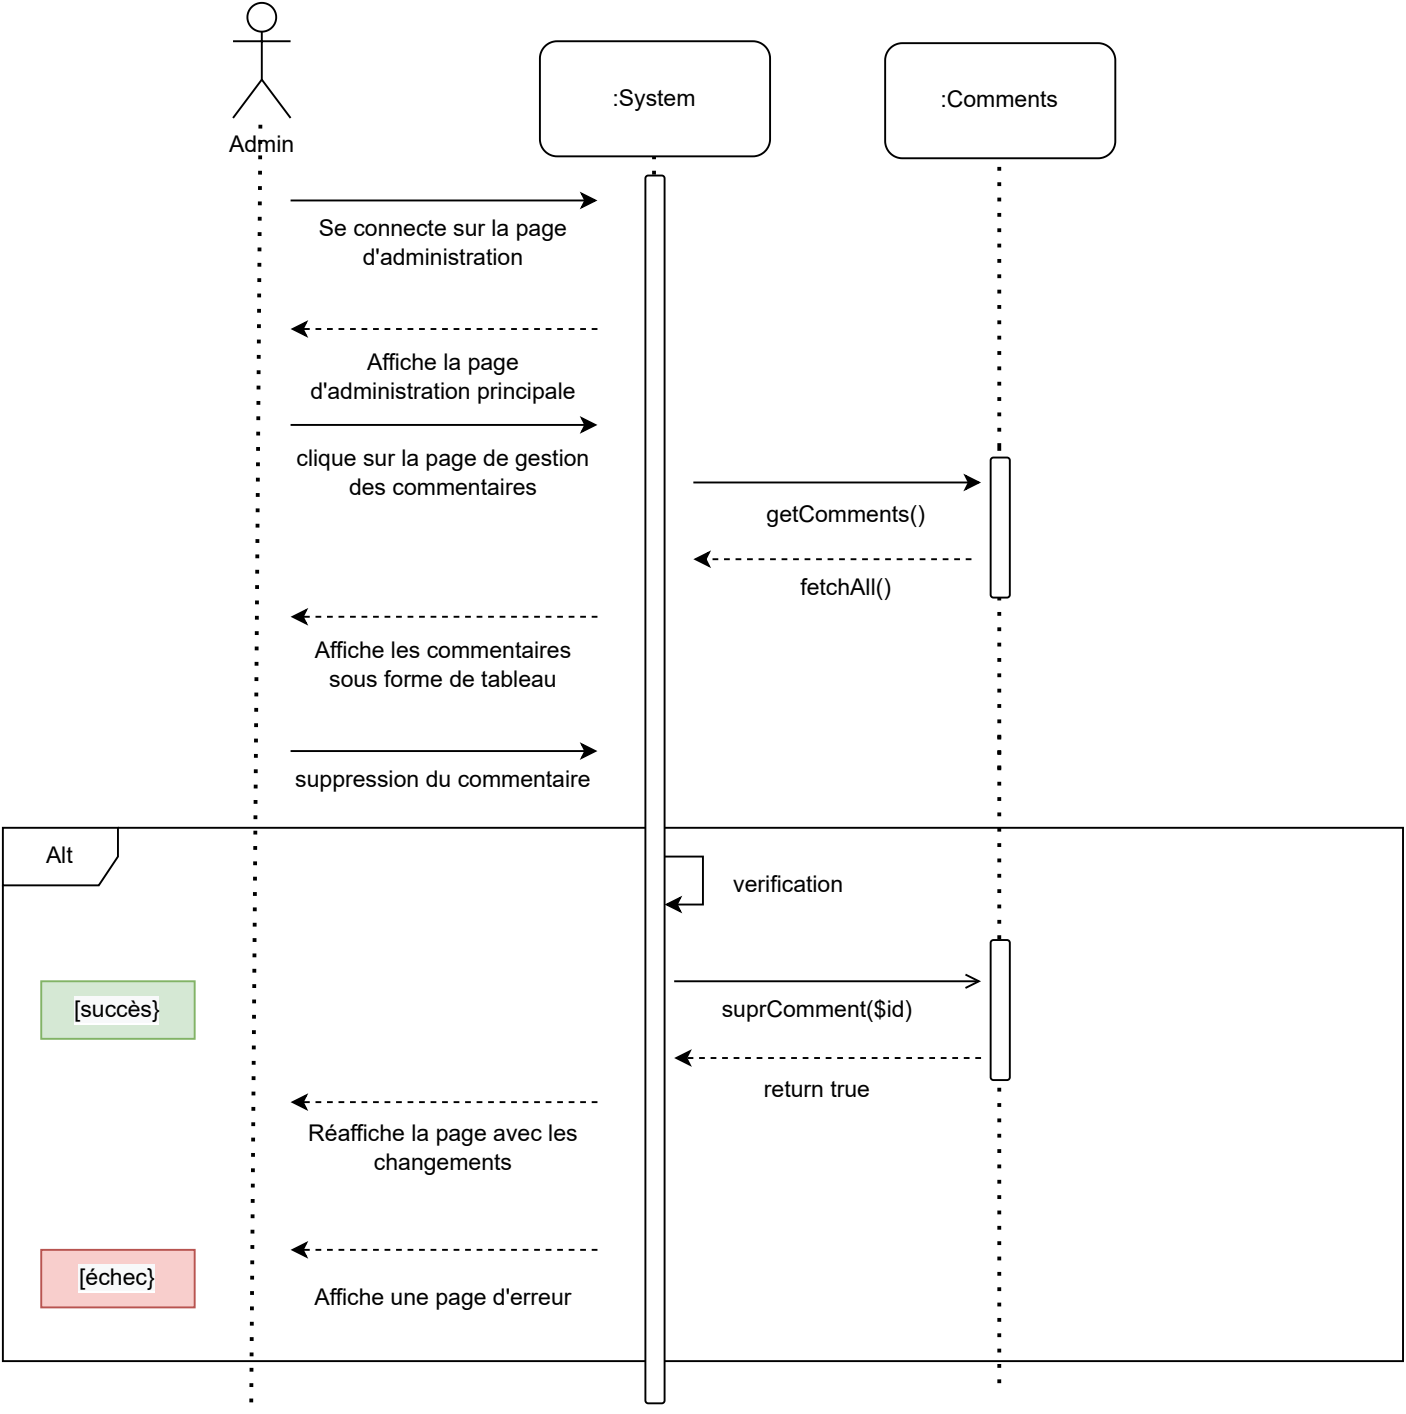 Admin
:System
:Comments
Se connecte sur la page
d'administration
Affiche la page
d'administration principale
clique sur la page de gestion
des commentaires
getComments()
fetchAll()
Affiche les commentaires
sous forme de tableau
suppression du commentaire
Alt
verification
[succès}
suprComment($id)
return true
Réaffiche la page avec les
changements
[échec}
Affiche une page d'erreur